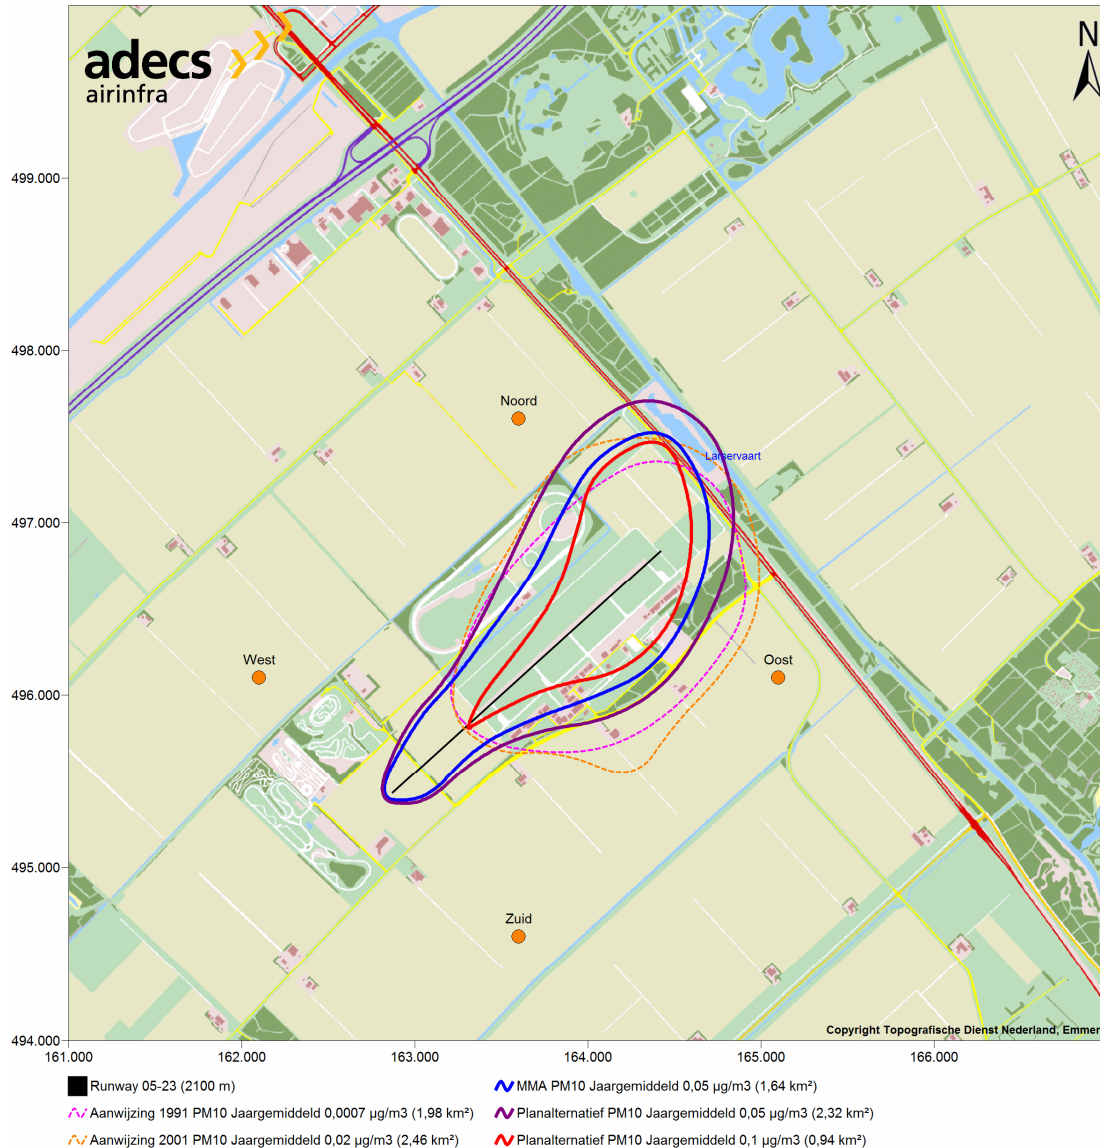 adecs
airinfra
N
499.000
498.000
Noord
Larservaart
497.000
West
Oost
496.000
495.000
Zuid
494.000
Copyright Topografische Dienst Nederland, Emmer
161.000 162.000 163.000 164.000 165.000 166.000
Runway 05-23 (2100 m)
MMA PM10 Jaargemiddeld 0,05 µg/m3 (1,64 km²)
Aanwijzing 1991 PM10 Jaargemiddeld 0,0007 µg/m3 (1,98 km²)
Planalternatief PM10 Jaargemiddeld 0,05 µg/m3 (2,32 km²)
Aanwijzing 2001 PM10 Jaargemiddeld 0,02 µg/m3 (2,46 km²)
Planalternatief PM10 Jaargemiddeld 0,1 µg/m3 (0,94 km²)